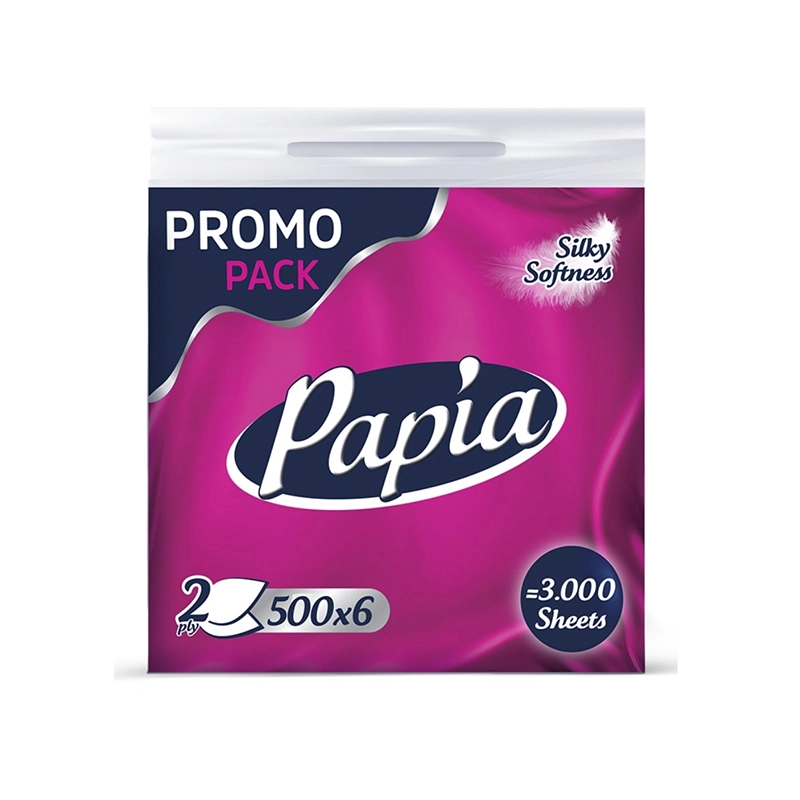 PROMO
PACK
Silky
Softness
Papia
2
ply
500x6
=3.000
Sheets